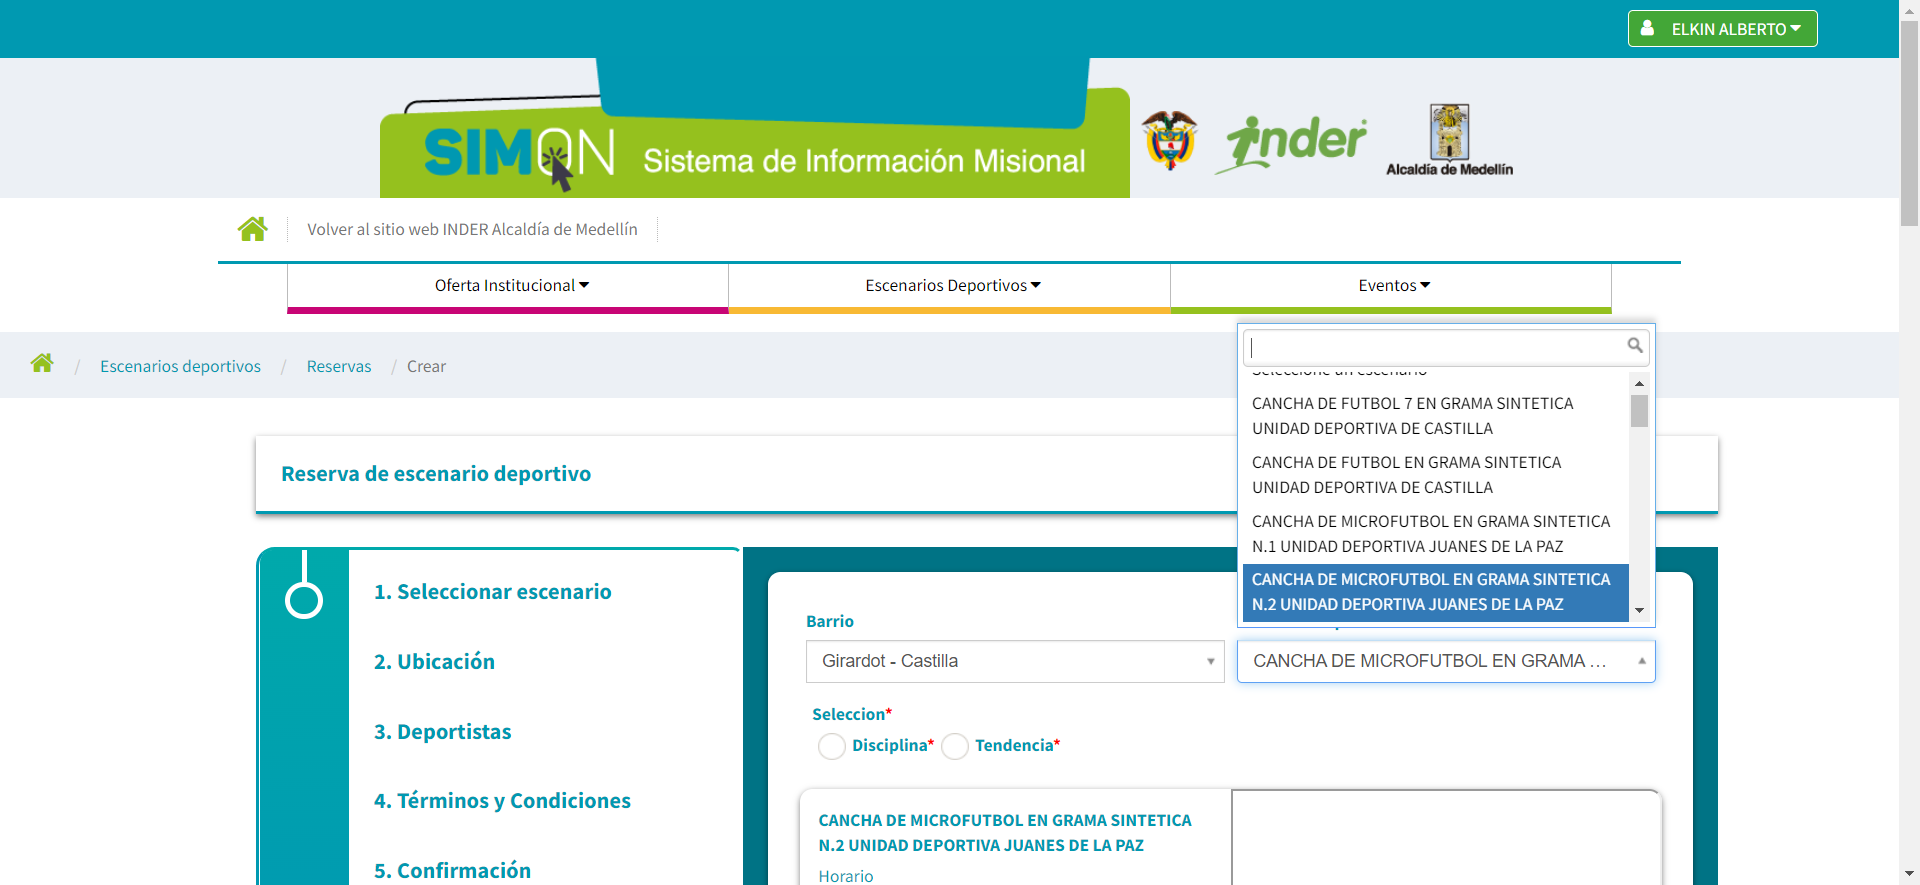 ELKIN ALBERTO
SIMON Sistema de Información Misional
inder
Alcaldía de Medellín
Volver al sitio web INDER Alcaldía de Medellín
Oferta Institucional
Escenarios Deportivos
Eventos
/ Escenarios deportivos / Reservas / Crear
Seleccione un escenario
CANCHA DE FUTBOL 7 EN GRAMA SINTETICA
UNIDAD DEPORTIVA DE CASTILLA
CANCHA DE FUTBOL EN GRAMA SINTETICA
UNIDAD DEPORTIVA DE CASTILLA
CANCHA DE MICROFUTBOL EN GRAMA SINTETICA
N.1 UNIDAD DEPORTIVA JUANES DE LA PAZ
CANCHA DE MICROFUTBOL EN GRAMA SINTETICA
N.2 UNIDAD DEPORTIVA JUANES DE LA PAZ
Reserva de escenario deportivo
1. Seleccionar escenario
2. Ubicación
3. Deportistas
4. Términos y Condiciones
5. Confirmación
Barrio
Girardot - Castilla
CANCHA DE MICROFUTBOL EN GRAMA ...
Seleccion*
Disciplina* Tendencia*
CANCHA DE MICROFUTBOL EN GRAMA SINTETICA
N.2 UNIDAD DEPORTIVA JUANES DE LA PAZ
Horario